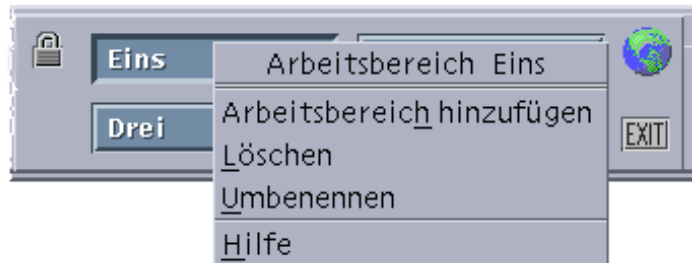 Eins
Arbeitsbereich Eins
Drei
Arbeitsbereich hinzufügen
Löschen
Umbenennen
Hilfe
EXIT